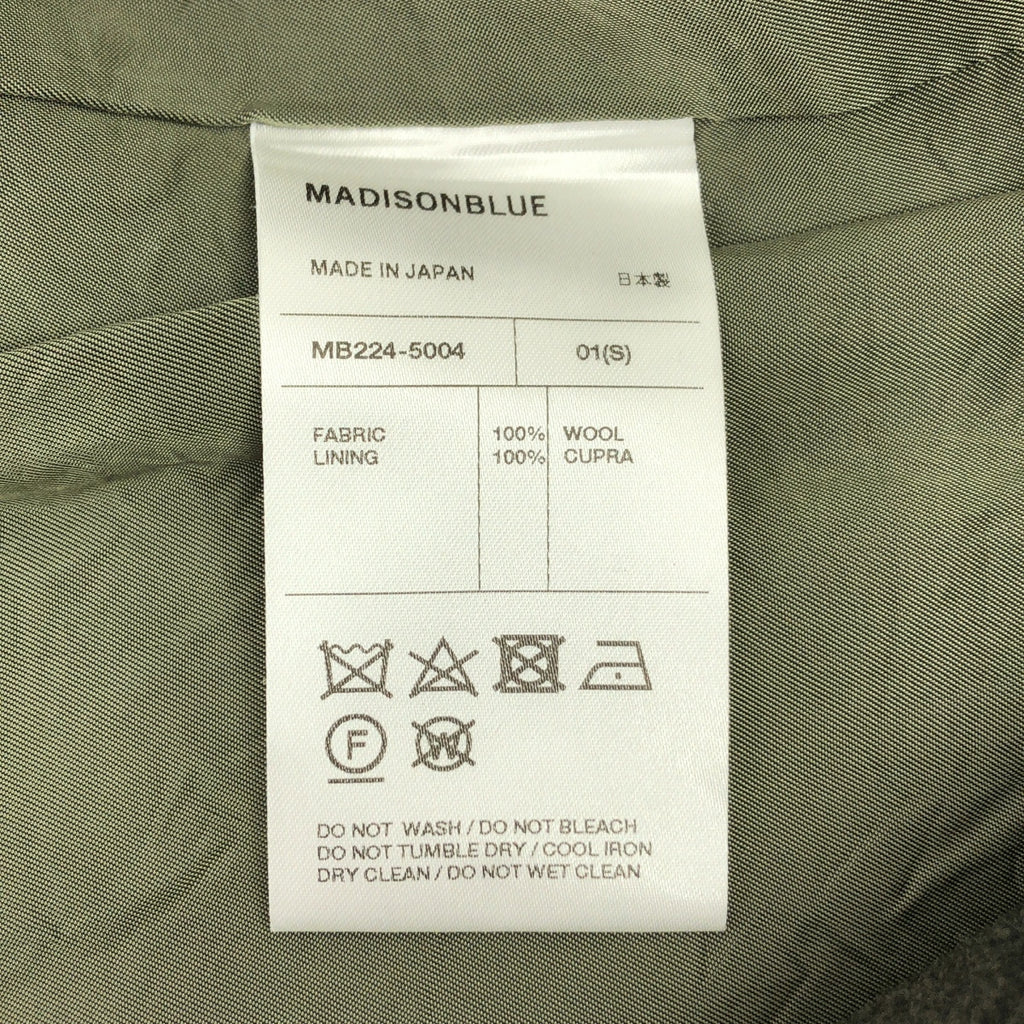 MADISONBLUE
MADE IN JAPAN 日本製
MB224-5004 01(S)
FABRIC 100% WOOL
LINING 100% CUPRA
F W
DO NOT WASH / DO NOT BLEACH
DO NOT TUMBLE DRY / COOL IRON
DRY CLEAN / DO NOT WET CLEAN